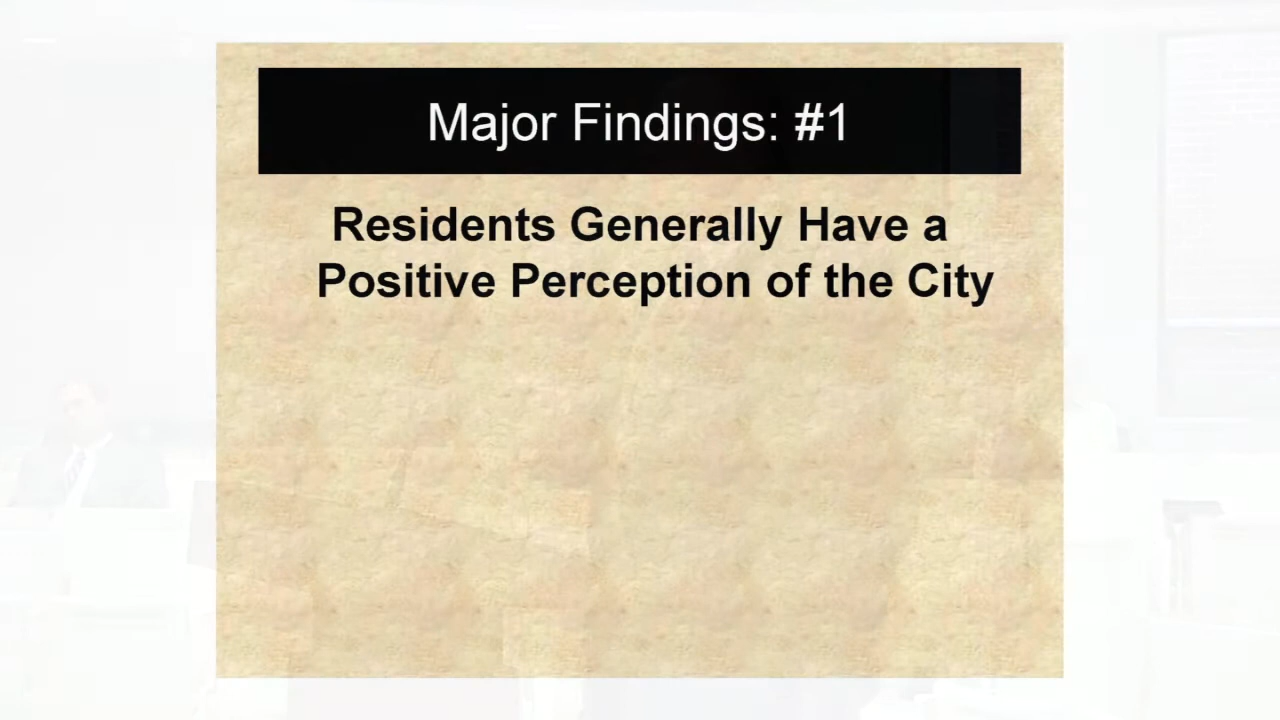 Major Findings: #1
Residents Generally Have a
Positive Perception of the City